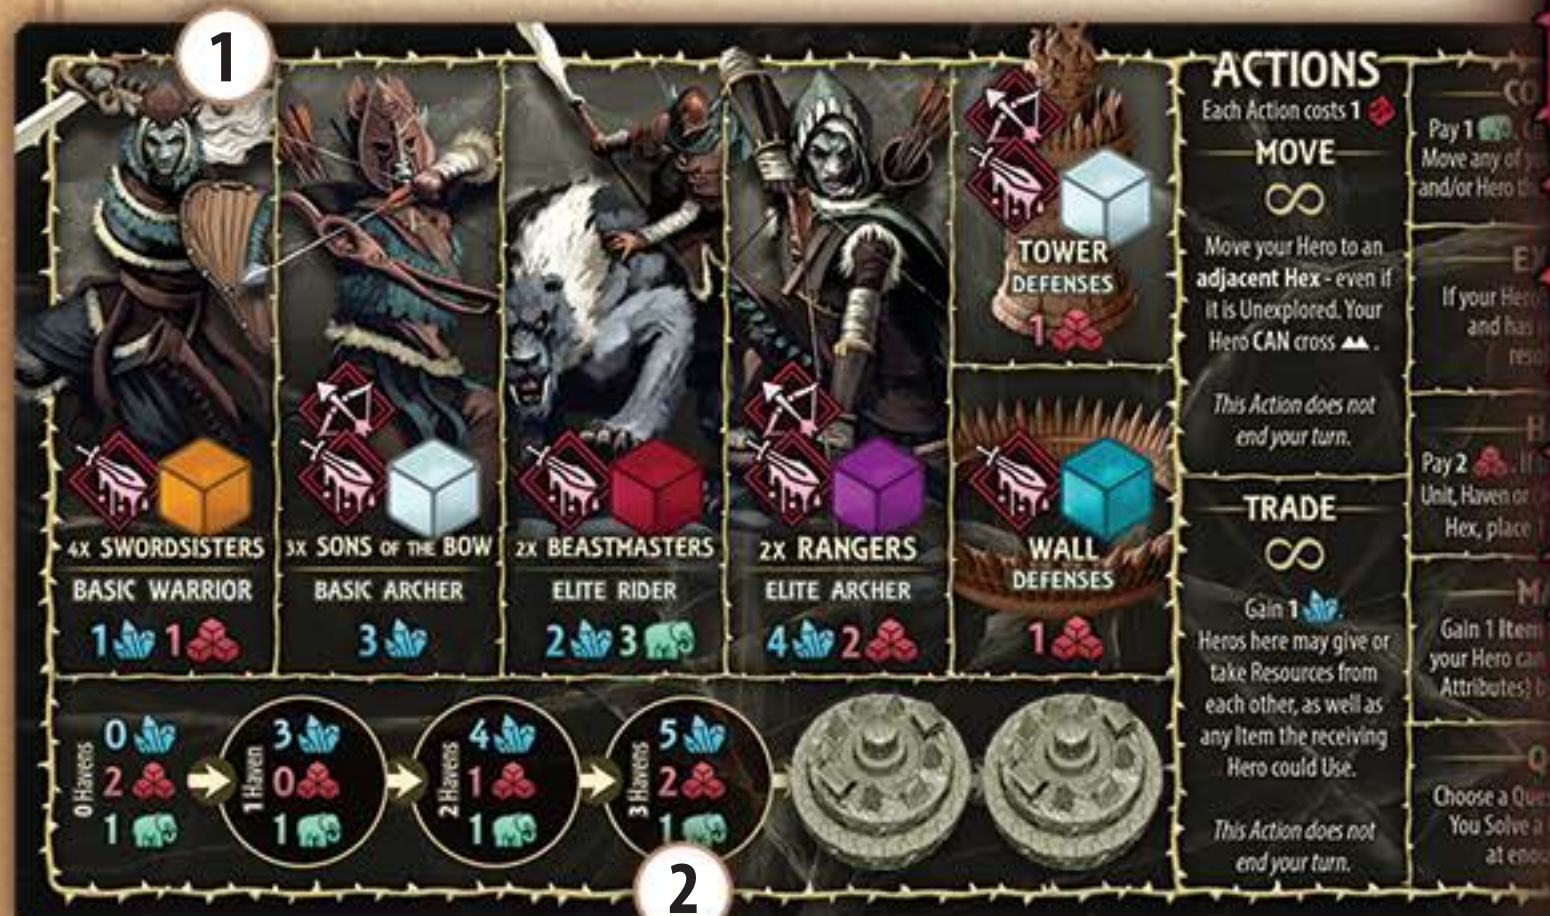 1
4X SWORDSISTERS
BASIC WARRIOR
1 1
3X SONS OF THE BOW
BASIC ARCHER
3
2X BEASTMASTERS
ELITE RIDER
2 3
2X RANGERS
ELITE ARCHER
4 2
TOWER
DEFENSES
1
WALL
DEFENSES
1
0 Havens
0
2
1
1 Haven
3
0
1
2 Havens
4
1
1
3 Havens
5
2
1
2
ACTIONS
Each Action costs 1
MOVE
∞
Move your Hero to an
adjacent Hex - even if
it is Unexplored. Your
Hero CAN cross .
This Action does not
end your turn.
TRADE
∞
Gain 1 .
Heros here may give or
take Resources from
each other, as well as
any Item the receiving
Hero could Use.
This Action does not
end your turn.
Pay 1
Move any of
and/or Hero
If your Hero
and has
Pay 2 . If
Unit, Haven or
Hex, place
Gain 1 Item
your Hero can
Attributes)
Choose a
You Solve a
at